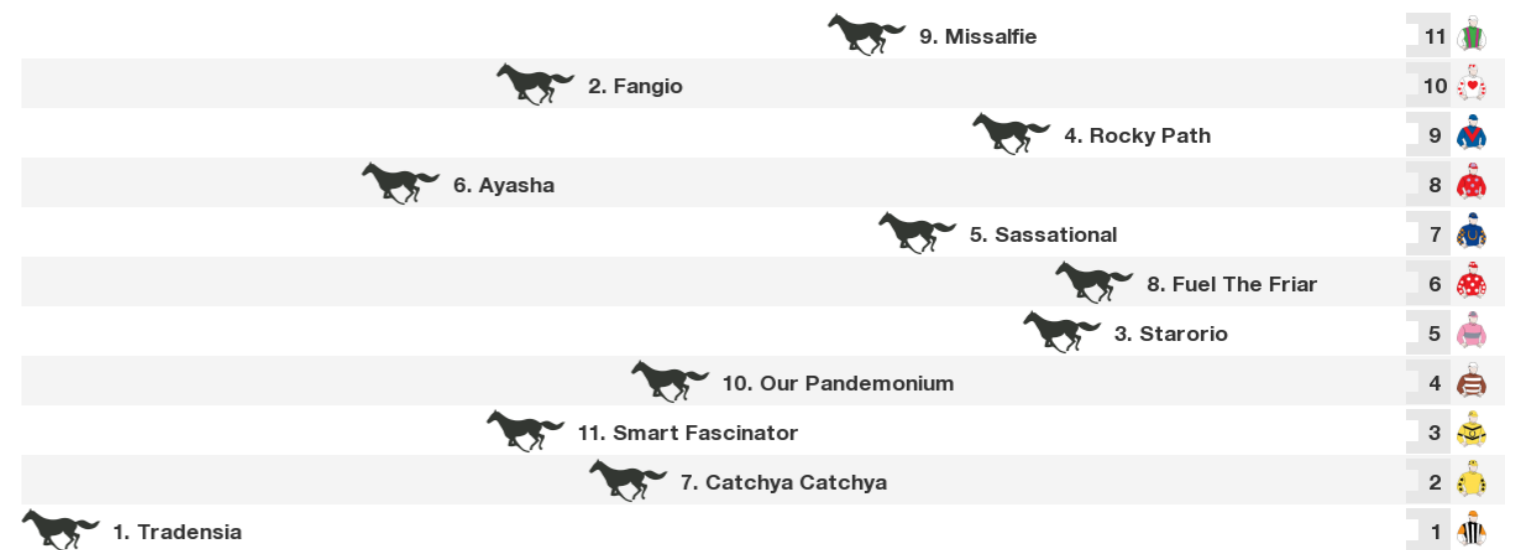 9. Missalfie 11
2. Fangio 10
4. Rocky Path 9
6. Ayasha 8
5. Sassational 7
8. Fuel The Friar 6
3. Starorio 5
10. Our Pandemonium 4
11. Smart Fascinator 3
7. Catchya Catchya 2
1. Tradensia 1